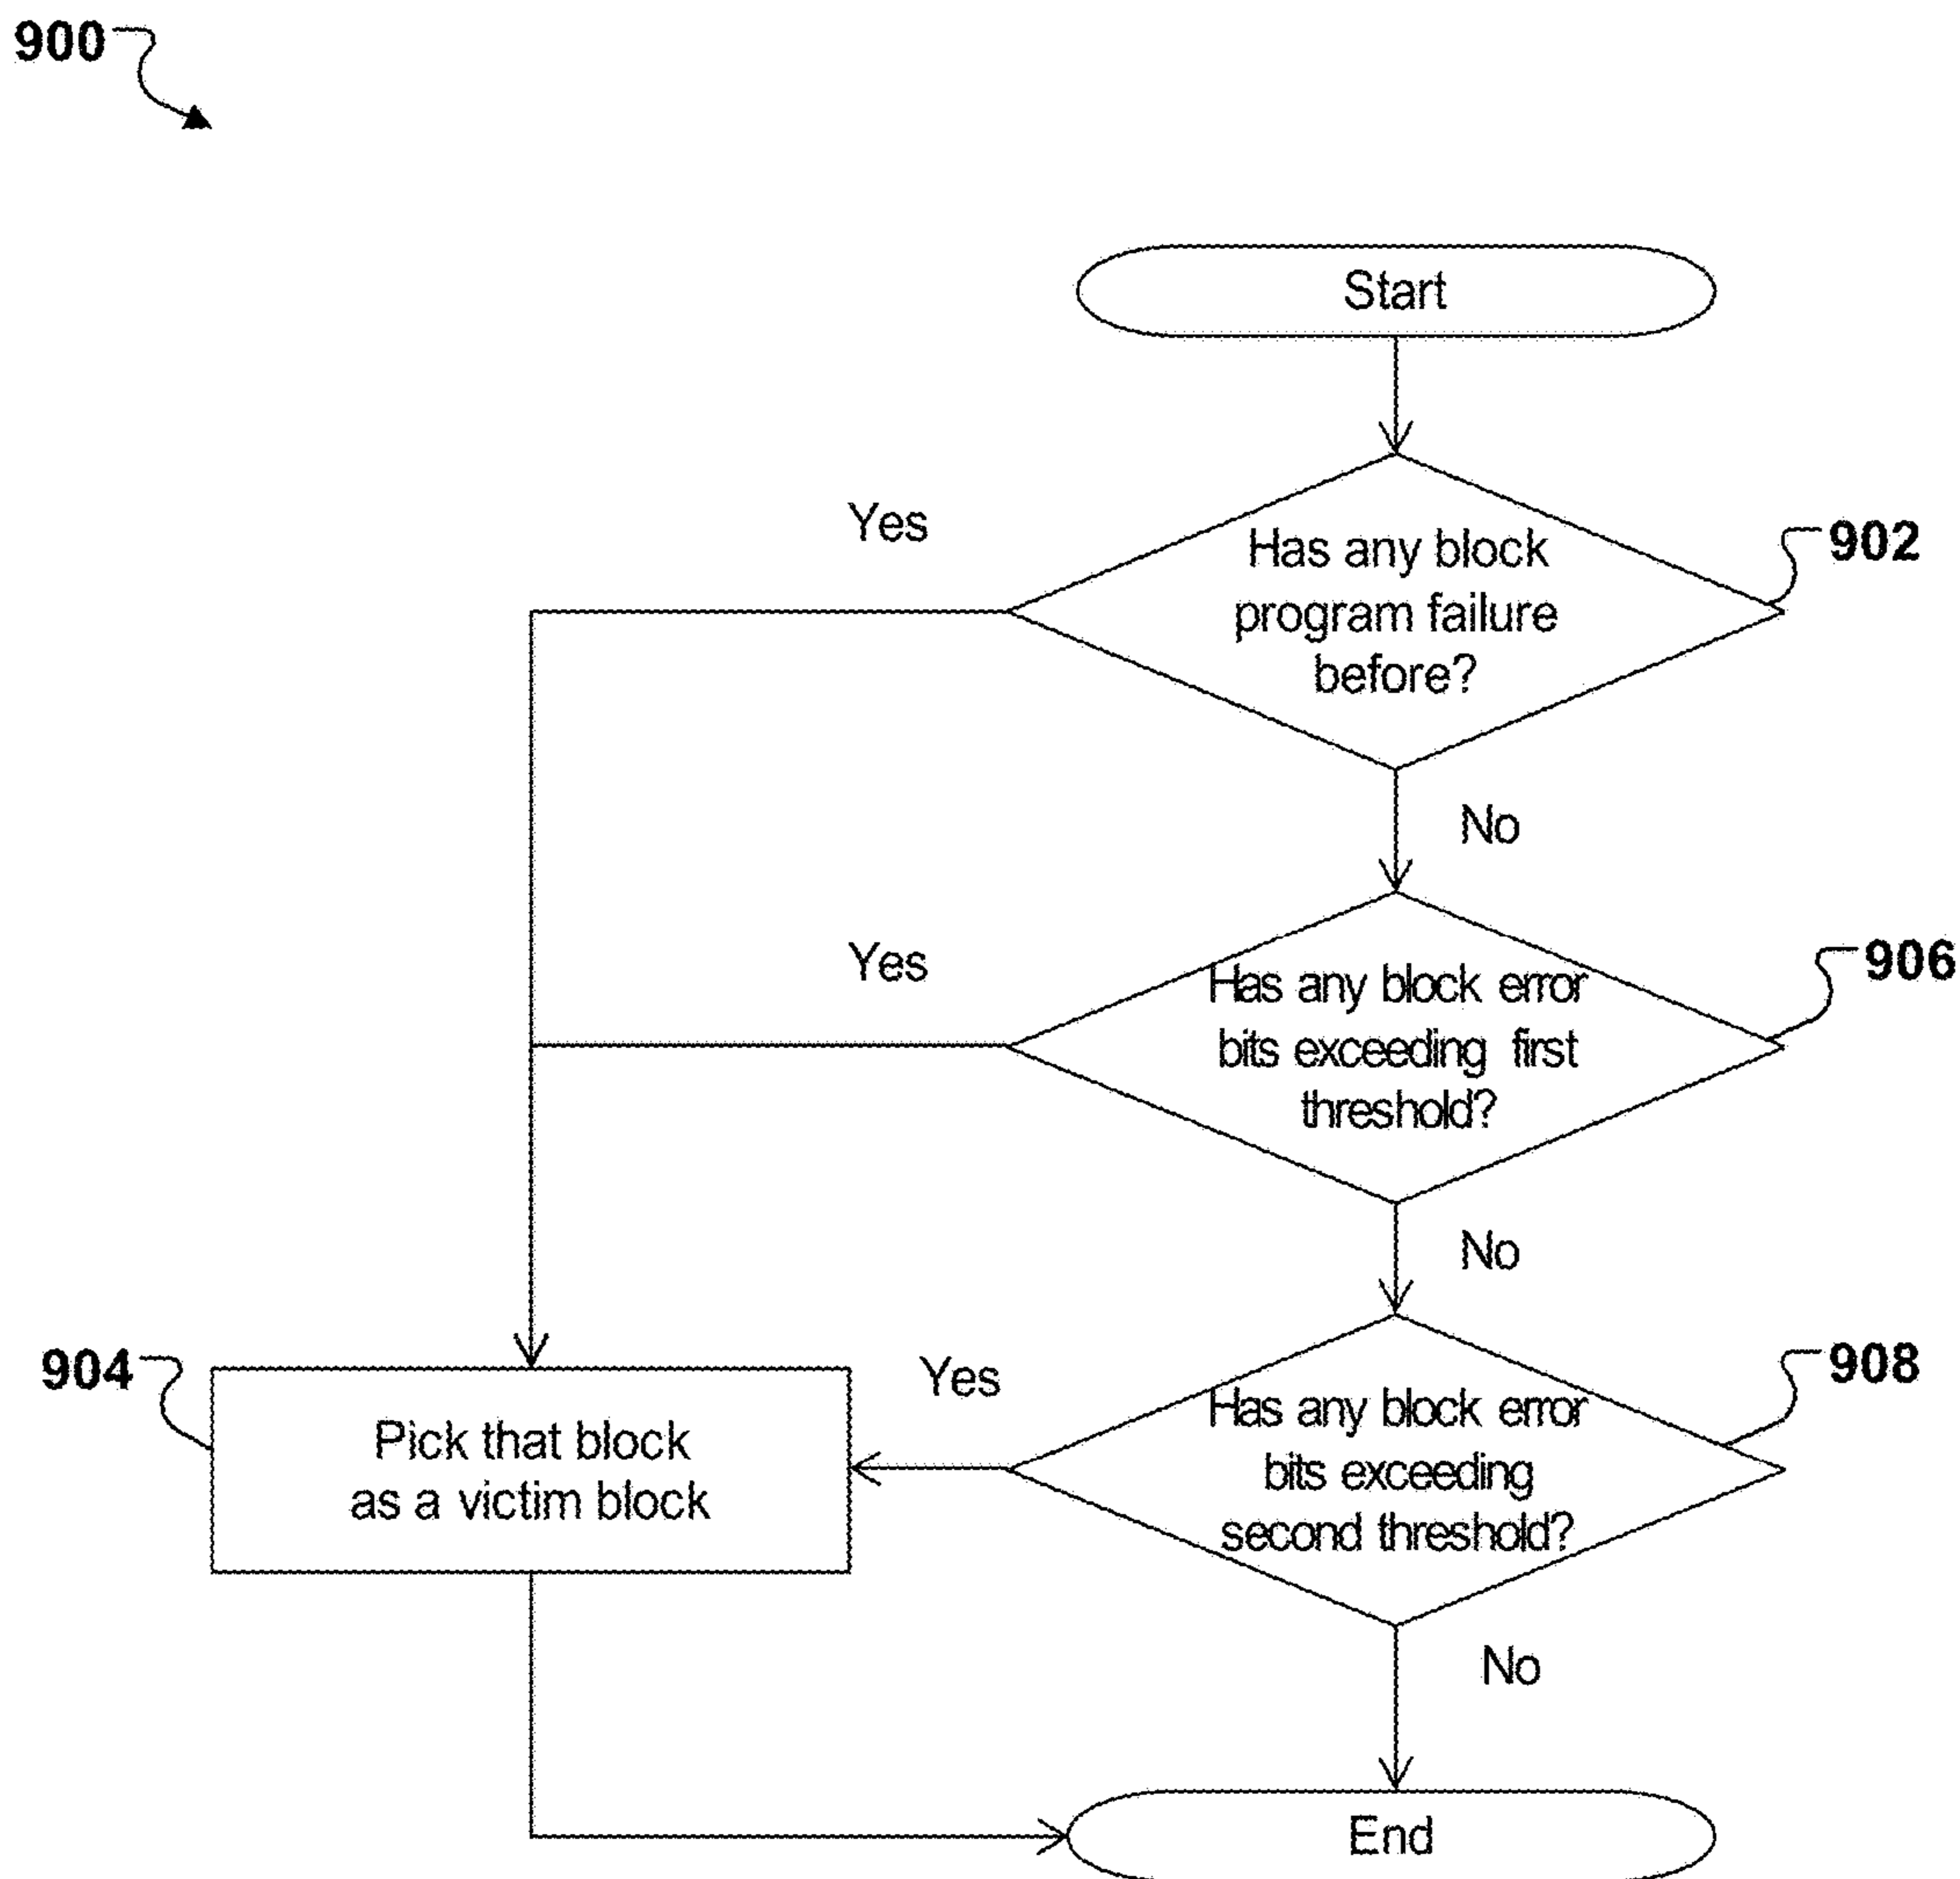 900
Start
Yes
Has any block
program failure
before?
902
No
Yes
Has any block error
bits exceeding first
threshold?
906
No
904
Pick that block
as a victim block
Yes
Has any block error
bits exceeding
second threshold?
908
No
End